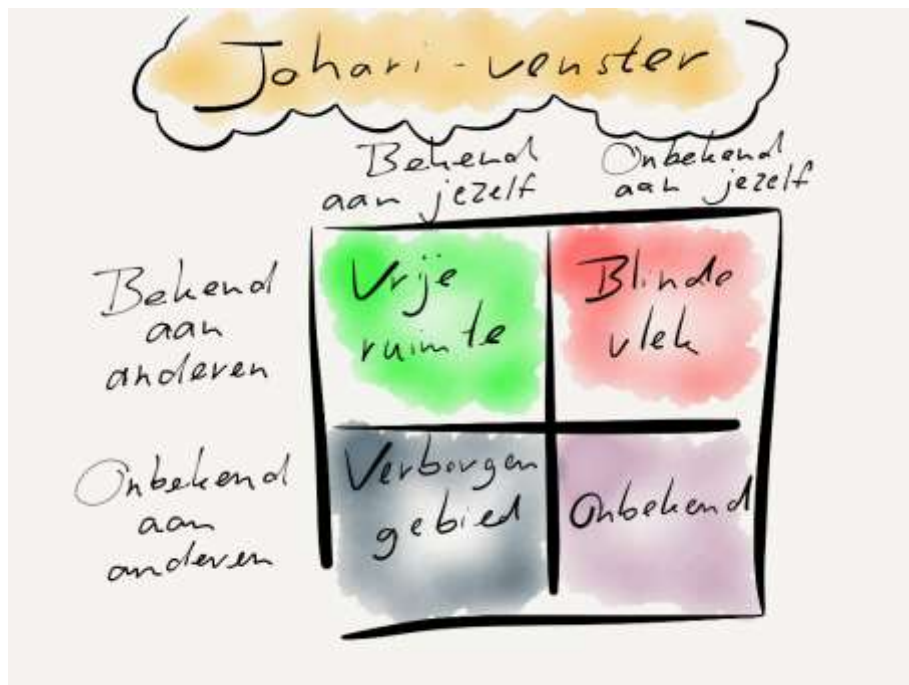 Johari-venster
Bekend
aan jezelf
Onbekend
aan jezelf
Bekend
aan
anderen
Vrije
ruimte
Blinde
vlek
Onbekend
aan
anderen
Verborgen
gebied
Onbekend